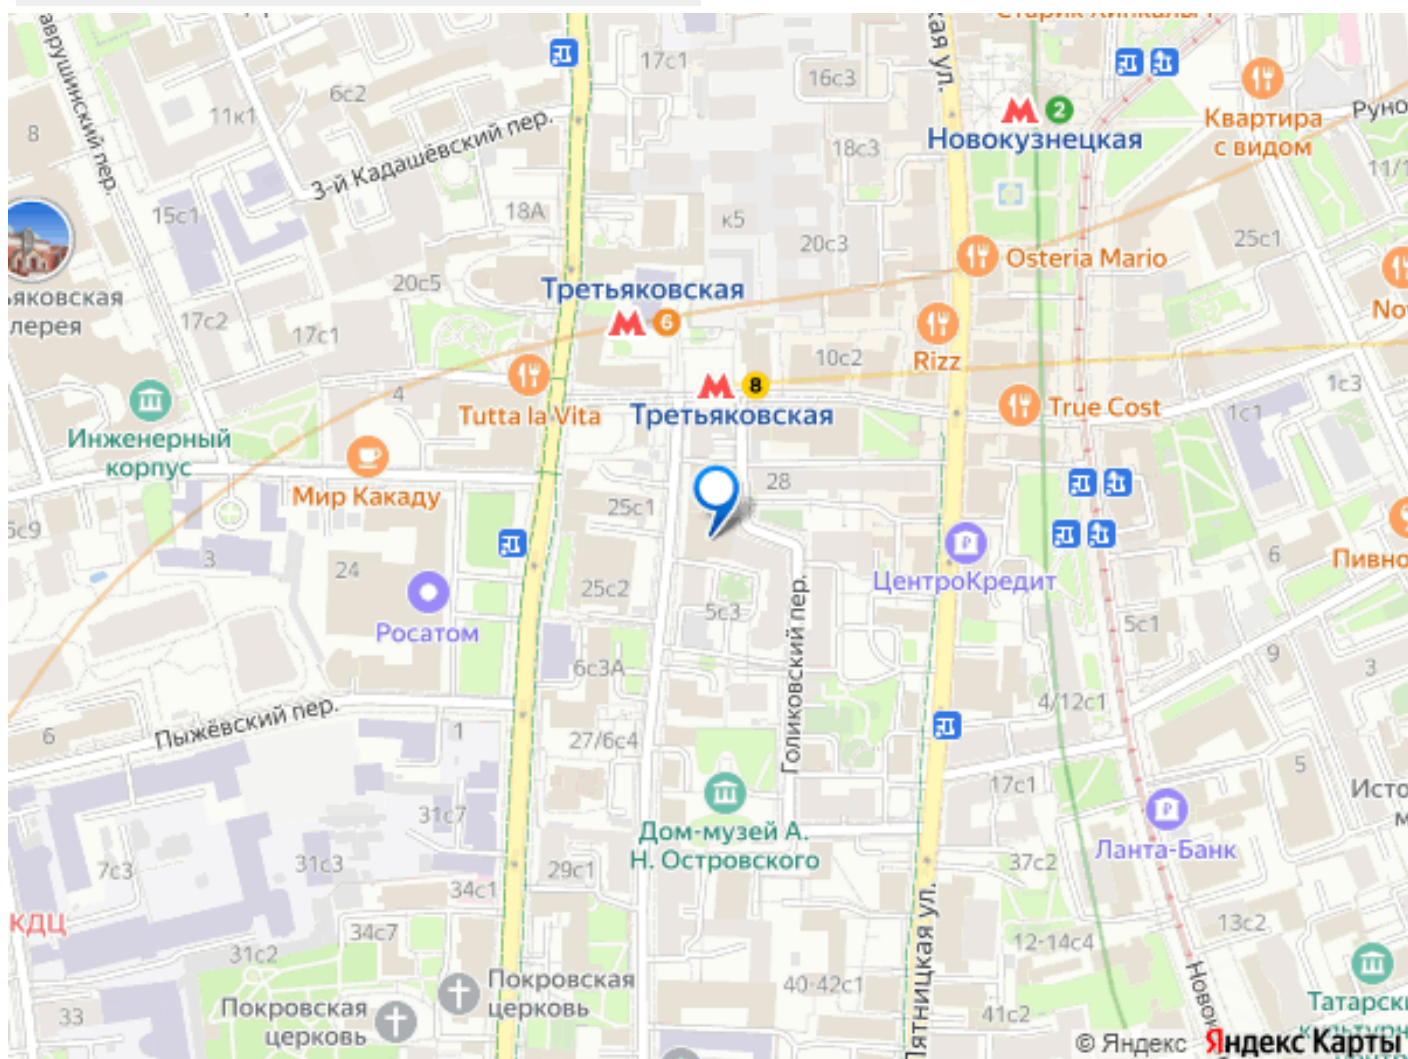 17с1
16с3
6с2
11к1
8
3-й Кадашёвский пер.
18с3
Новокузнецкая
2
Квартира
с видом
15с1
18А
к5
20с3
25с1
Osteria Mario
20с5
Третьяковская
6
17с2
17с1
10с2
Rizz
4
8
Третьяковская
Tutta la Vita
True Cost
1с3
1с1
Инженерный
корпус
Мир Какаду
28
25с1
3
24
Росатом
25с2
5с3
ЦентроКредит
6
5с1
Голиковский пер.
6с3А
9
3
4/12с1
6
Пыжёвский пер.
1
27/6с4
17с1
5
31с7
Дом-музей А.
Н. Островского
Ланта-Банк
7с3
31с3
29с1
37с2
34с1
КДЦ
34с7
31с2
Пятницкая ул.
12-14с4
13с2
Покровская
церковь
Покровская
церковь
40-42с1
41с2
33
© Яндекс
Яндекс Карты